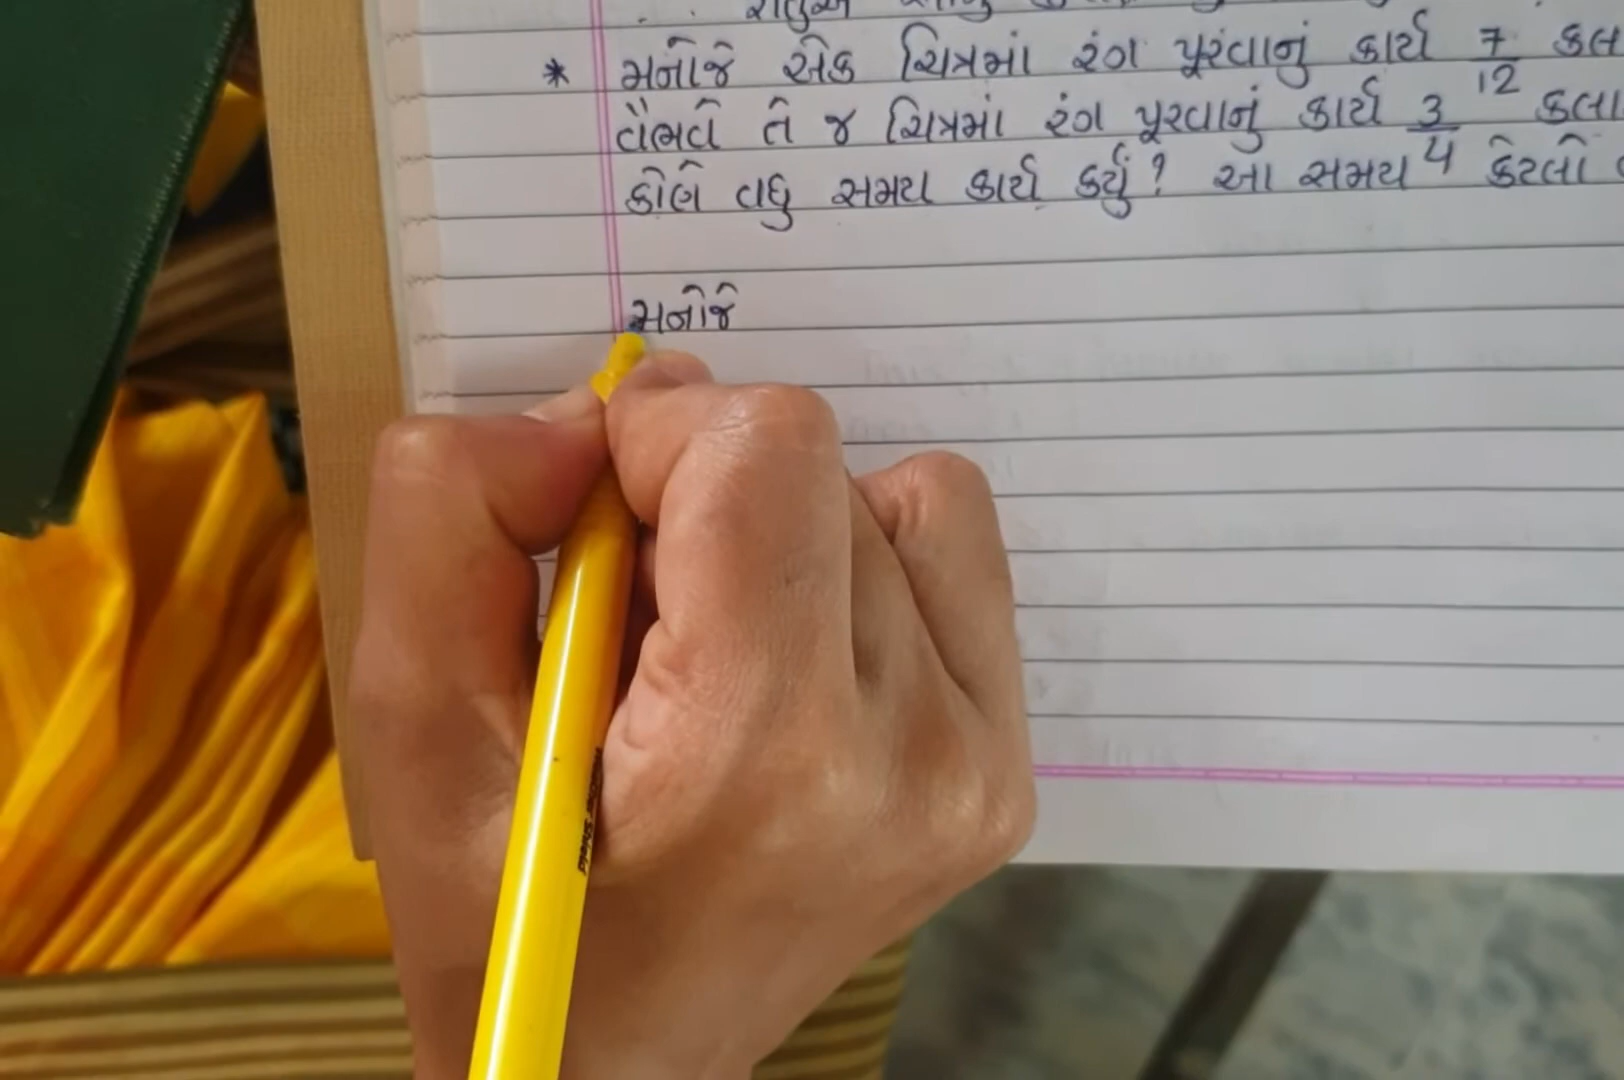 * મનોજે એક ચિત્રમાં રંગ પૂરવાનું કાર્ય 7/12 કલા
વૈભવે તે જ ચિત્રમાં રંગ પૂરવાનું કાર્ય 3/4 કલા
કોણે વધુ સમય કાર્ય કર્યું? આ સમય કેટલો
મનોજે